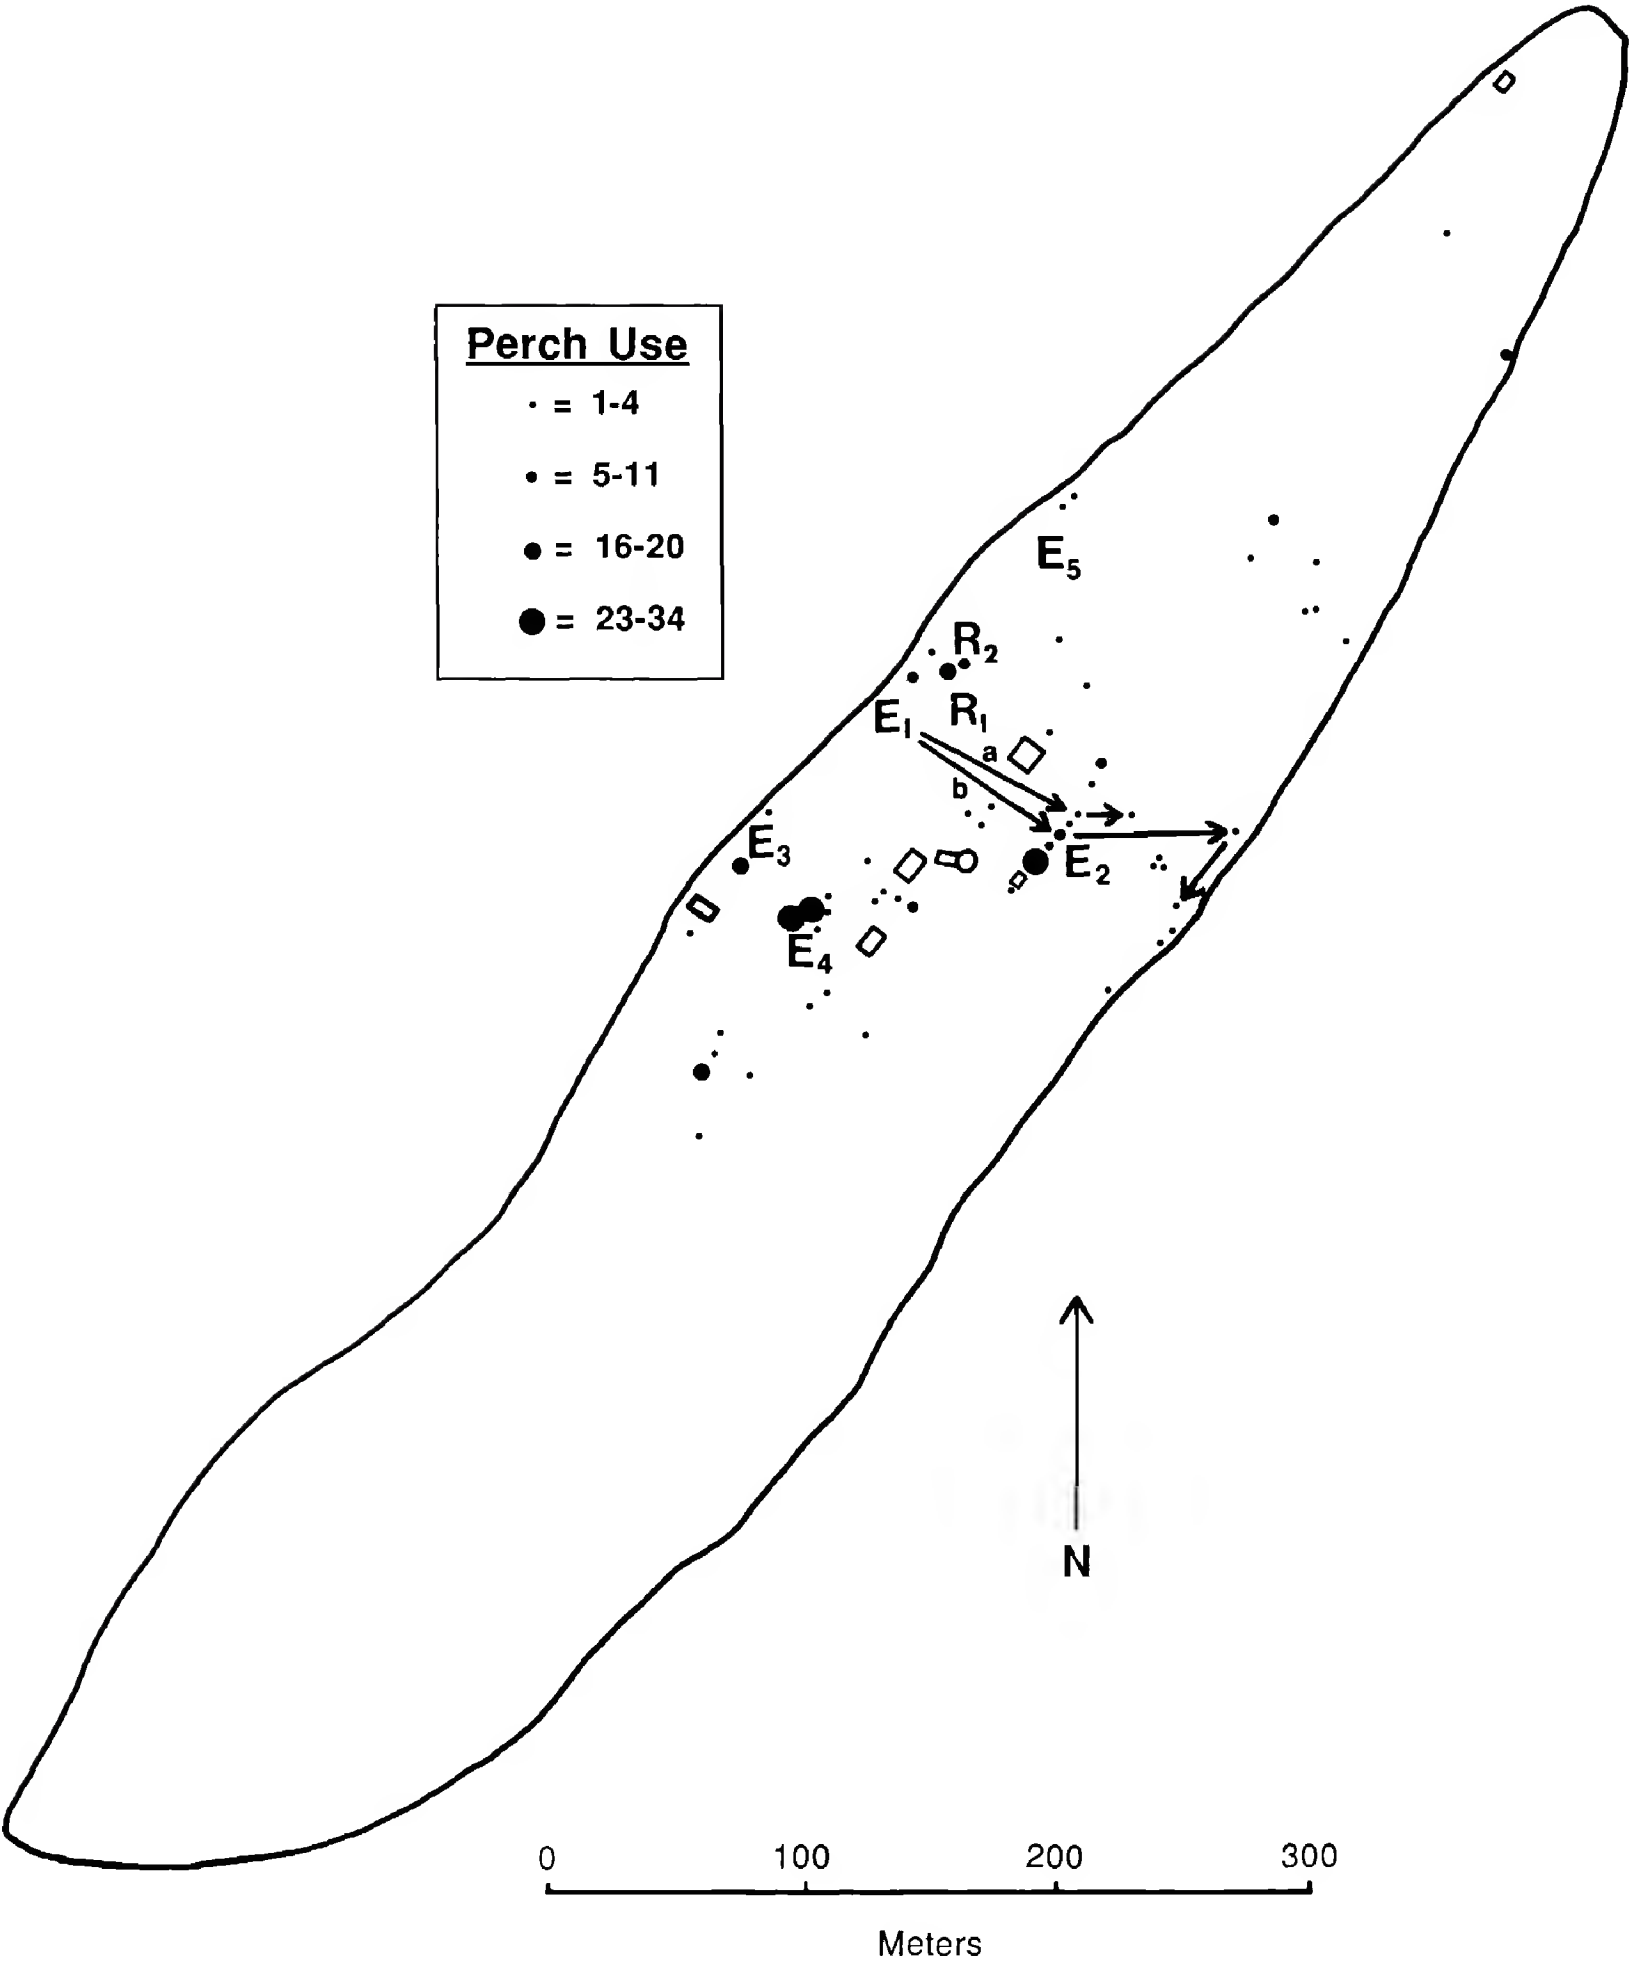 Perch Use
· = 1-4
• = 5-11
● = 16-20
● = 23-34
E5
R2
R1
E1
a
b
E3
E2
E4
N
0 100 200 300
Meters